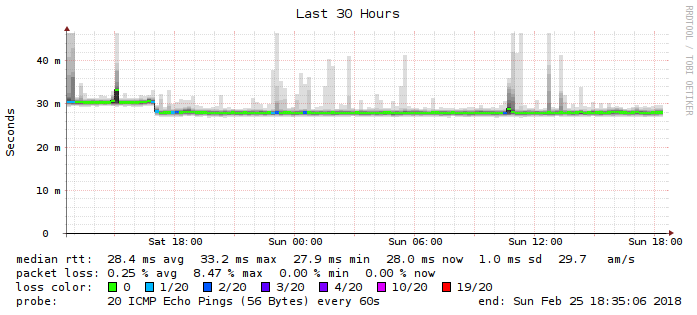 Last 30 Hours
RRDTOOL / TOBI OETIKER
Seconds
40 m
30 m
20 m
10 m
0
Sat 18:00 Sun 00:00 Sun 06:00 Sun 12:00 Sun 18:00
median rtt: 28.4 ms avg 33.2 ms max 27.9 ms min 28.0 ms now 1.0 ms sd 29.7 am/s
packet loss: 0.25 % avg 8.47 % max 0.00 % min 0.00 % now
loss color: 0 1/20 2/20 3/20 4/20 10/20 19/20
probe: 20 ICMP Echo Pings (56 Bytes) every 60s end: Sun Feb 25 18:35:06 2018